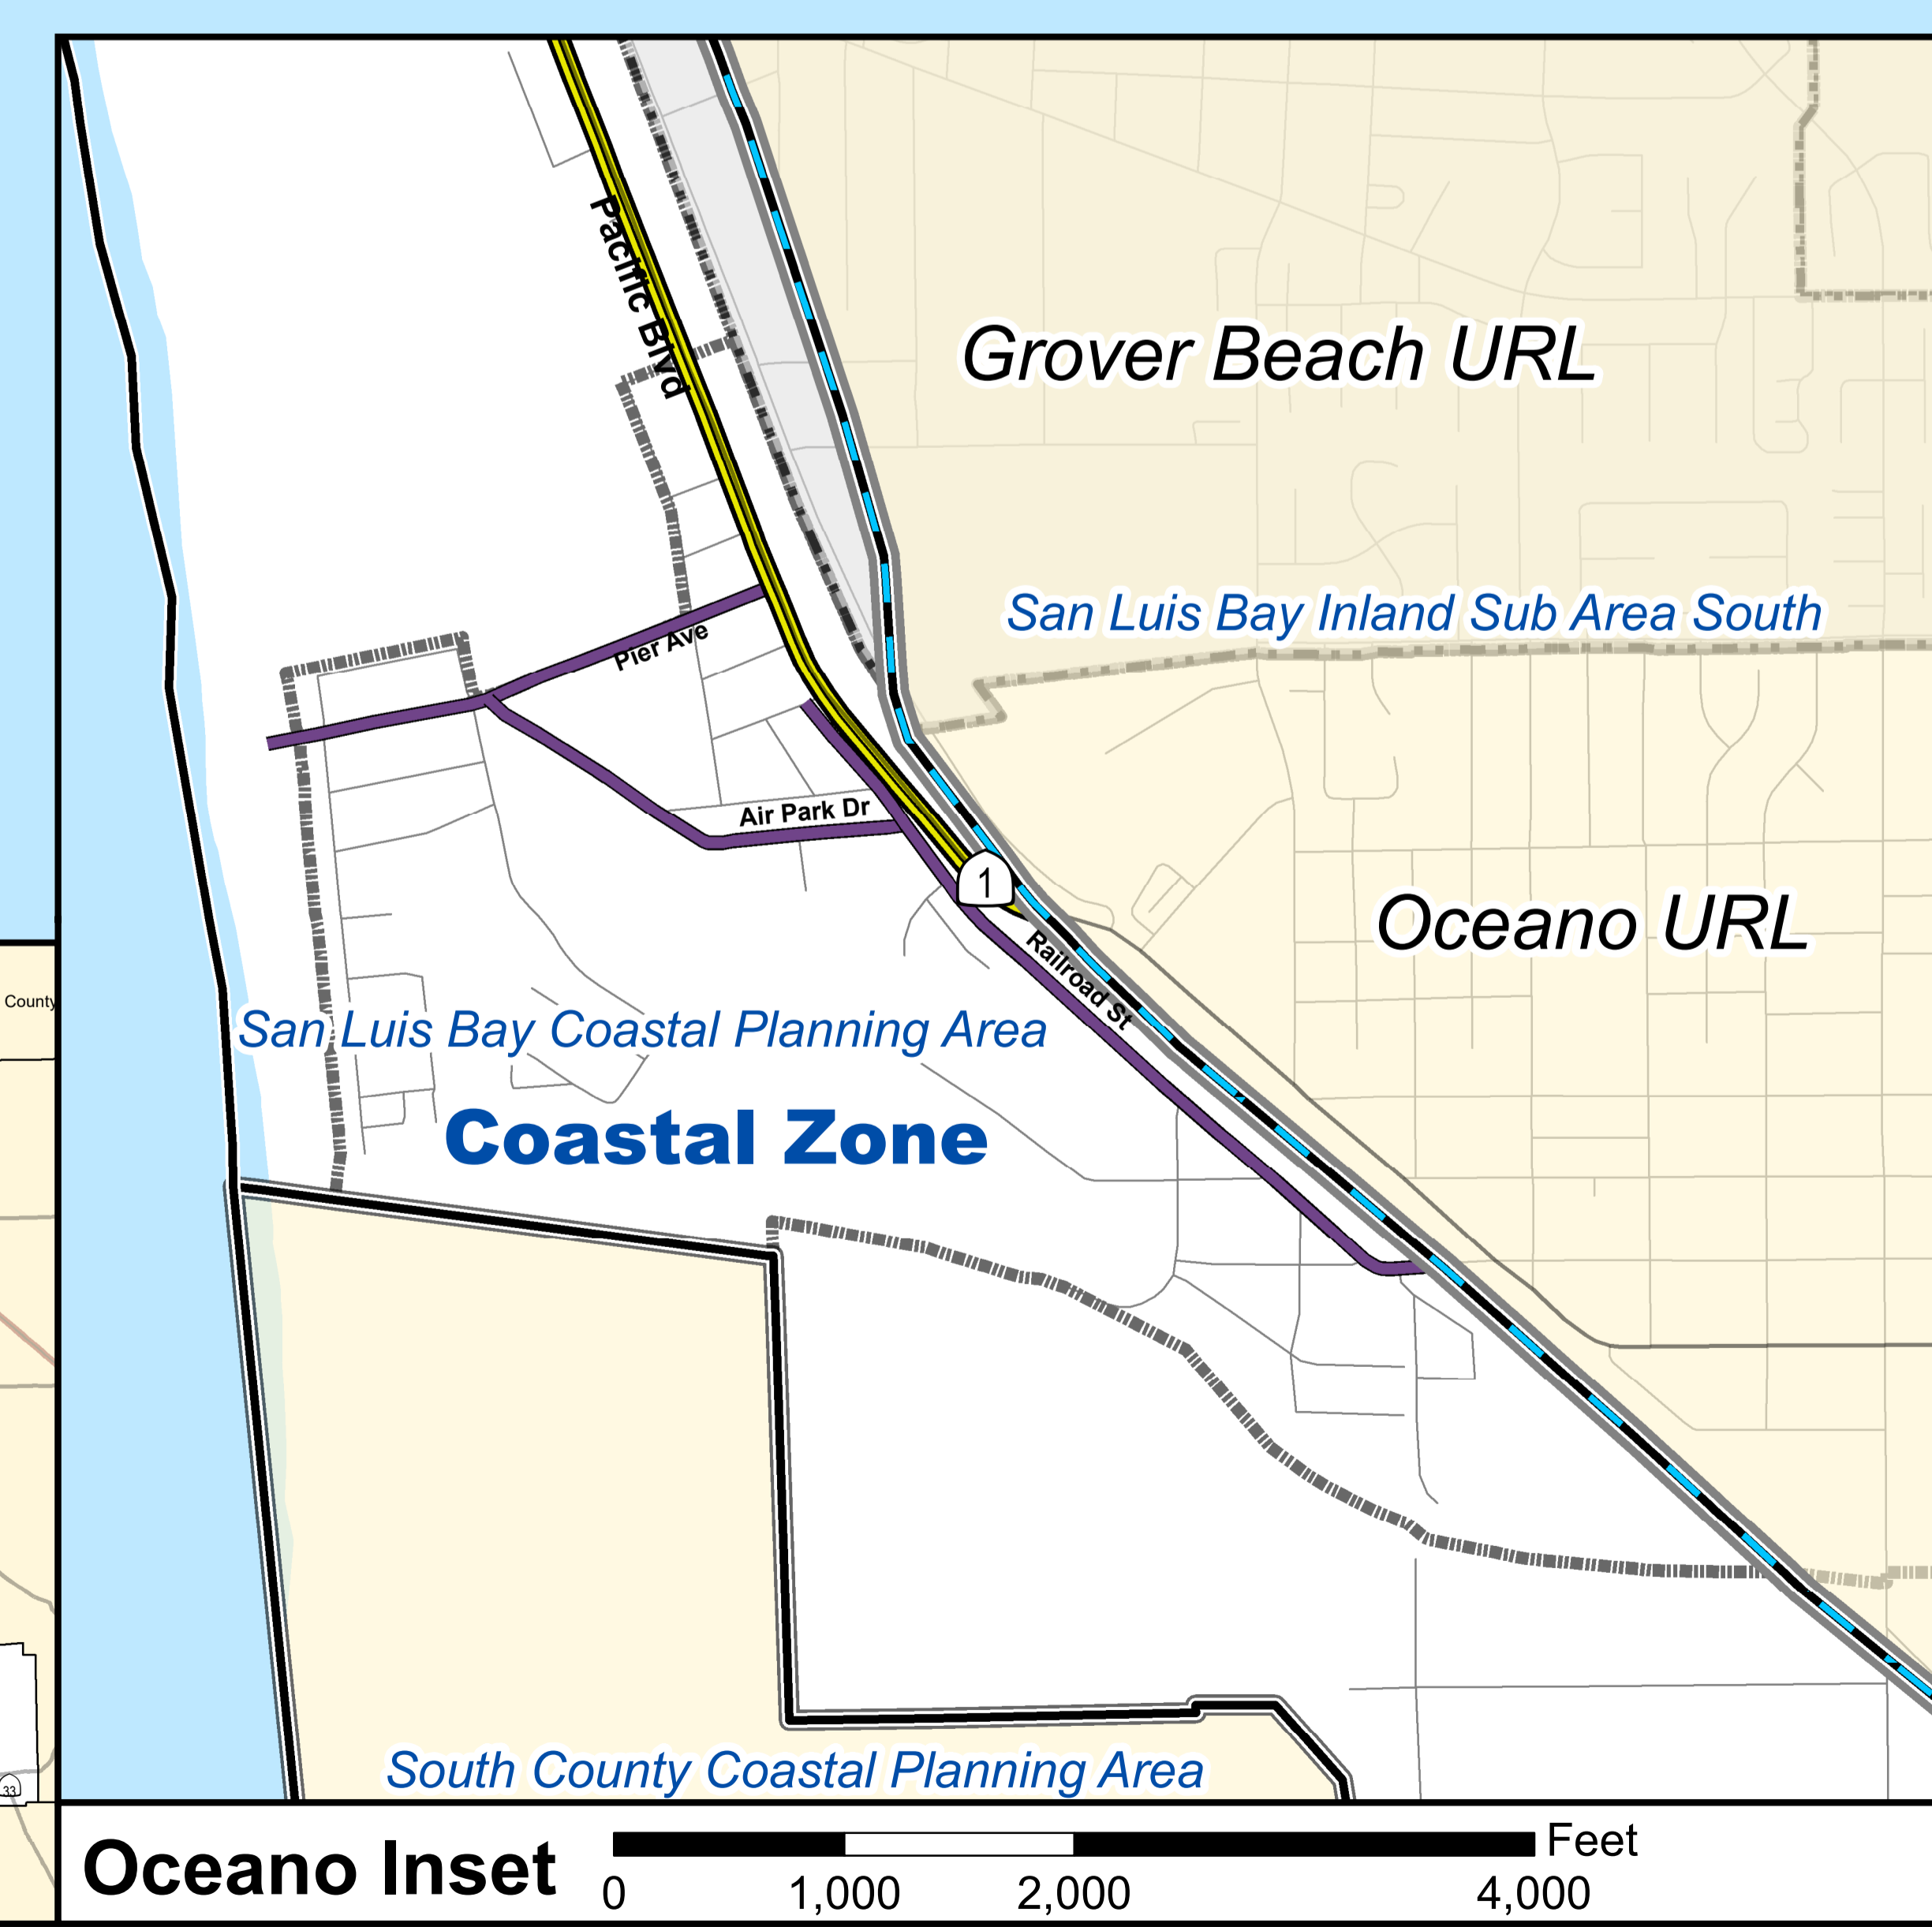 Pacific Blvd
Grover Beach URL
San Luis Bay Inland Sub Area South
Pier Ave
Air Park Dr
1
Oceano URL
Railroad St
County
San Luis Bay Coastal Planning Area
Coastal Zone
South County Coastal Planning Area
33
Oceano Inset
Feet
0 1,000 2,000 4,000